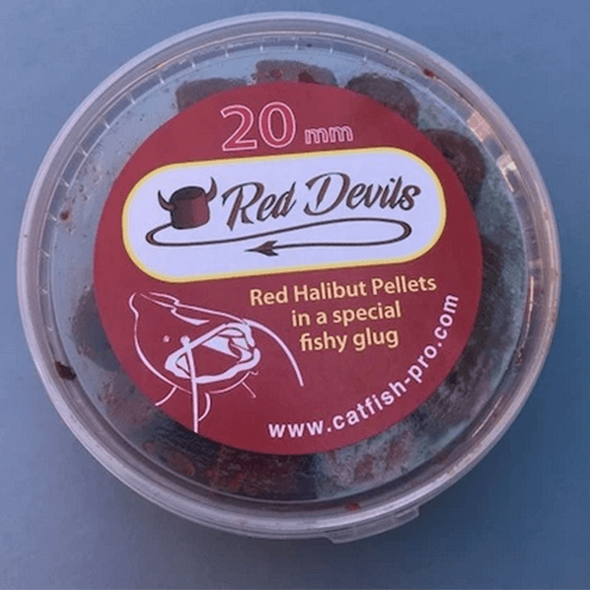 20 mm
Red Devils
Red Halibut Pellets
in a special
fishy glug
www.catfish-pro.com